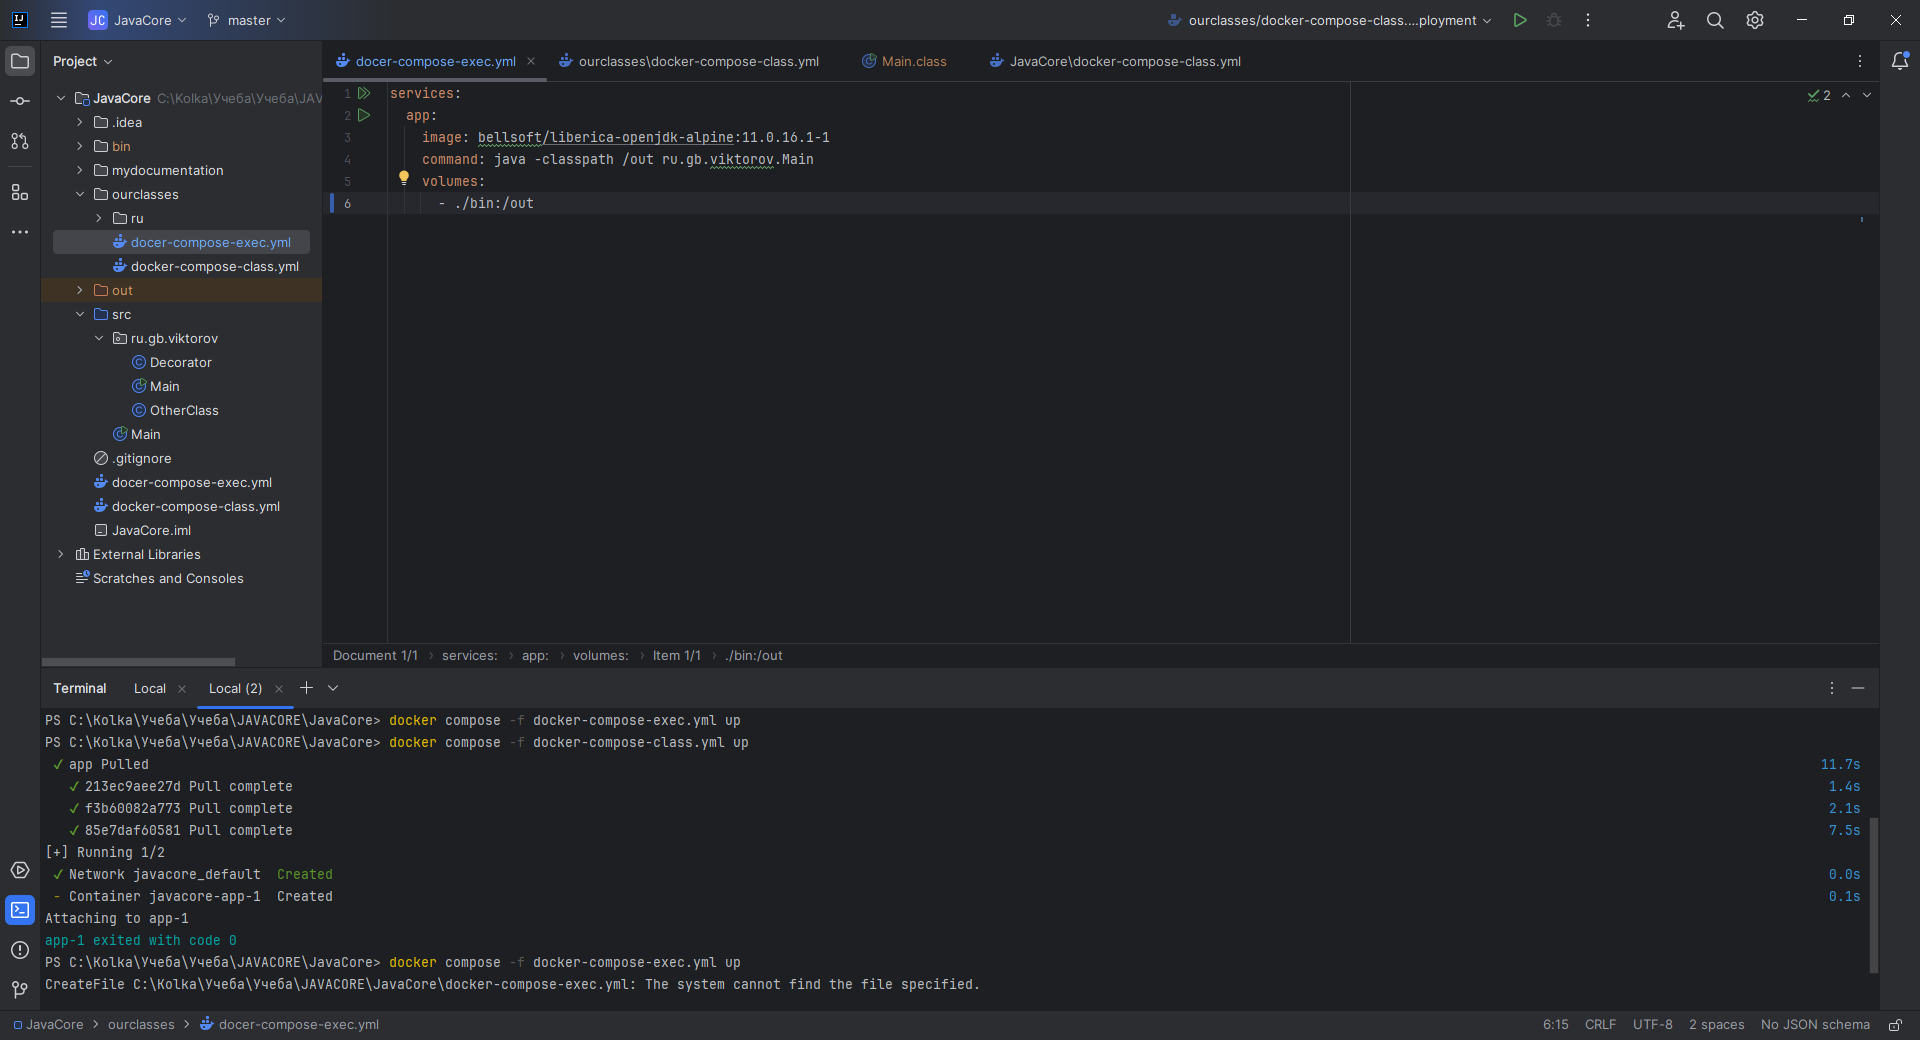 JC JavaCore master
ourclasses/docker-compose-class....ployment
Project
docer-compose-exec.yml
ourclasses\docker-compose-class.yml
Main.class
JavaCore\docker-compose-class.yml
JavaCore C:\Kolka\Учеба\Учеба\JAV
.idea
bin
mydocumentation
ourclasses
ru
docer-compose-exec.yml
docker-compose-class.yml
out
src
ru.gb.viktorov
Decorator
Main
OtherClass
Main
.gitignore
docer-compose-exec.yml
docker-compose-class.yml
JavaCore.iml
External Libraries
Scratches and Consoles
1 services:
2 app:
3 image: bellsoft/liberica-openjdk-alpine:11.0.16.1-1
4 command: java -classpath /out ru.gb.viktorov.Main
5 volumes:
6 - ./bin:/out
2
Document 1/1 › services: › app: › volumes: › Item 1/1 › ./bin:/out
Terminal Local Local (2)
PS C:\Kolka\Учеба\Учеба\JAVACORE\JavaCore> docker compose -f docker-compose-exec.yml up
PS C:\Kolka\Учеба\Учеба\JAVACORE\JavaCore> docker compose -f docker-compose-class.yml up
✓ app Pulled 11.7s
✓ 213ec9aee27d Pull complete 1.4s
✓ f3b60082a773 Pull complete 2.1s
✓ 85e7daf60581 Pull complete 7.5s
[+] Running 1/2
✓ Network javacore_default Created 0.0s
- Container javacore-app-1 Created 0.1s
Attaching to app-1
app-1 exited with code 0
PS C:\Kolka\Учеба\Учеба\JAVACORE\JavaCore> docker compose -f docker-compose-exec.yml up
CreateFile C:\Kolka\Учеба\Учеба\JAVACORE\JavaCore\docker-compose-exec.yml: The system cannot find the file specified.
JavaCore › ourclasses › docer-compose-exec.yml
6:15 CRLF UTF-8 2 spaces No JSON schema